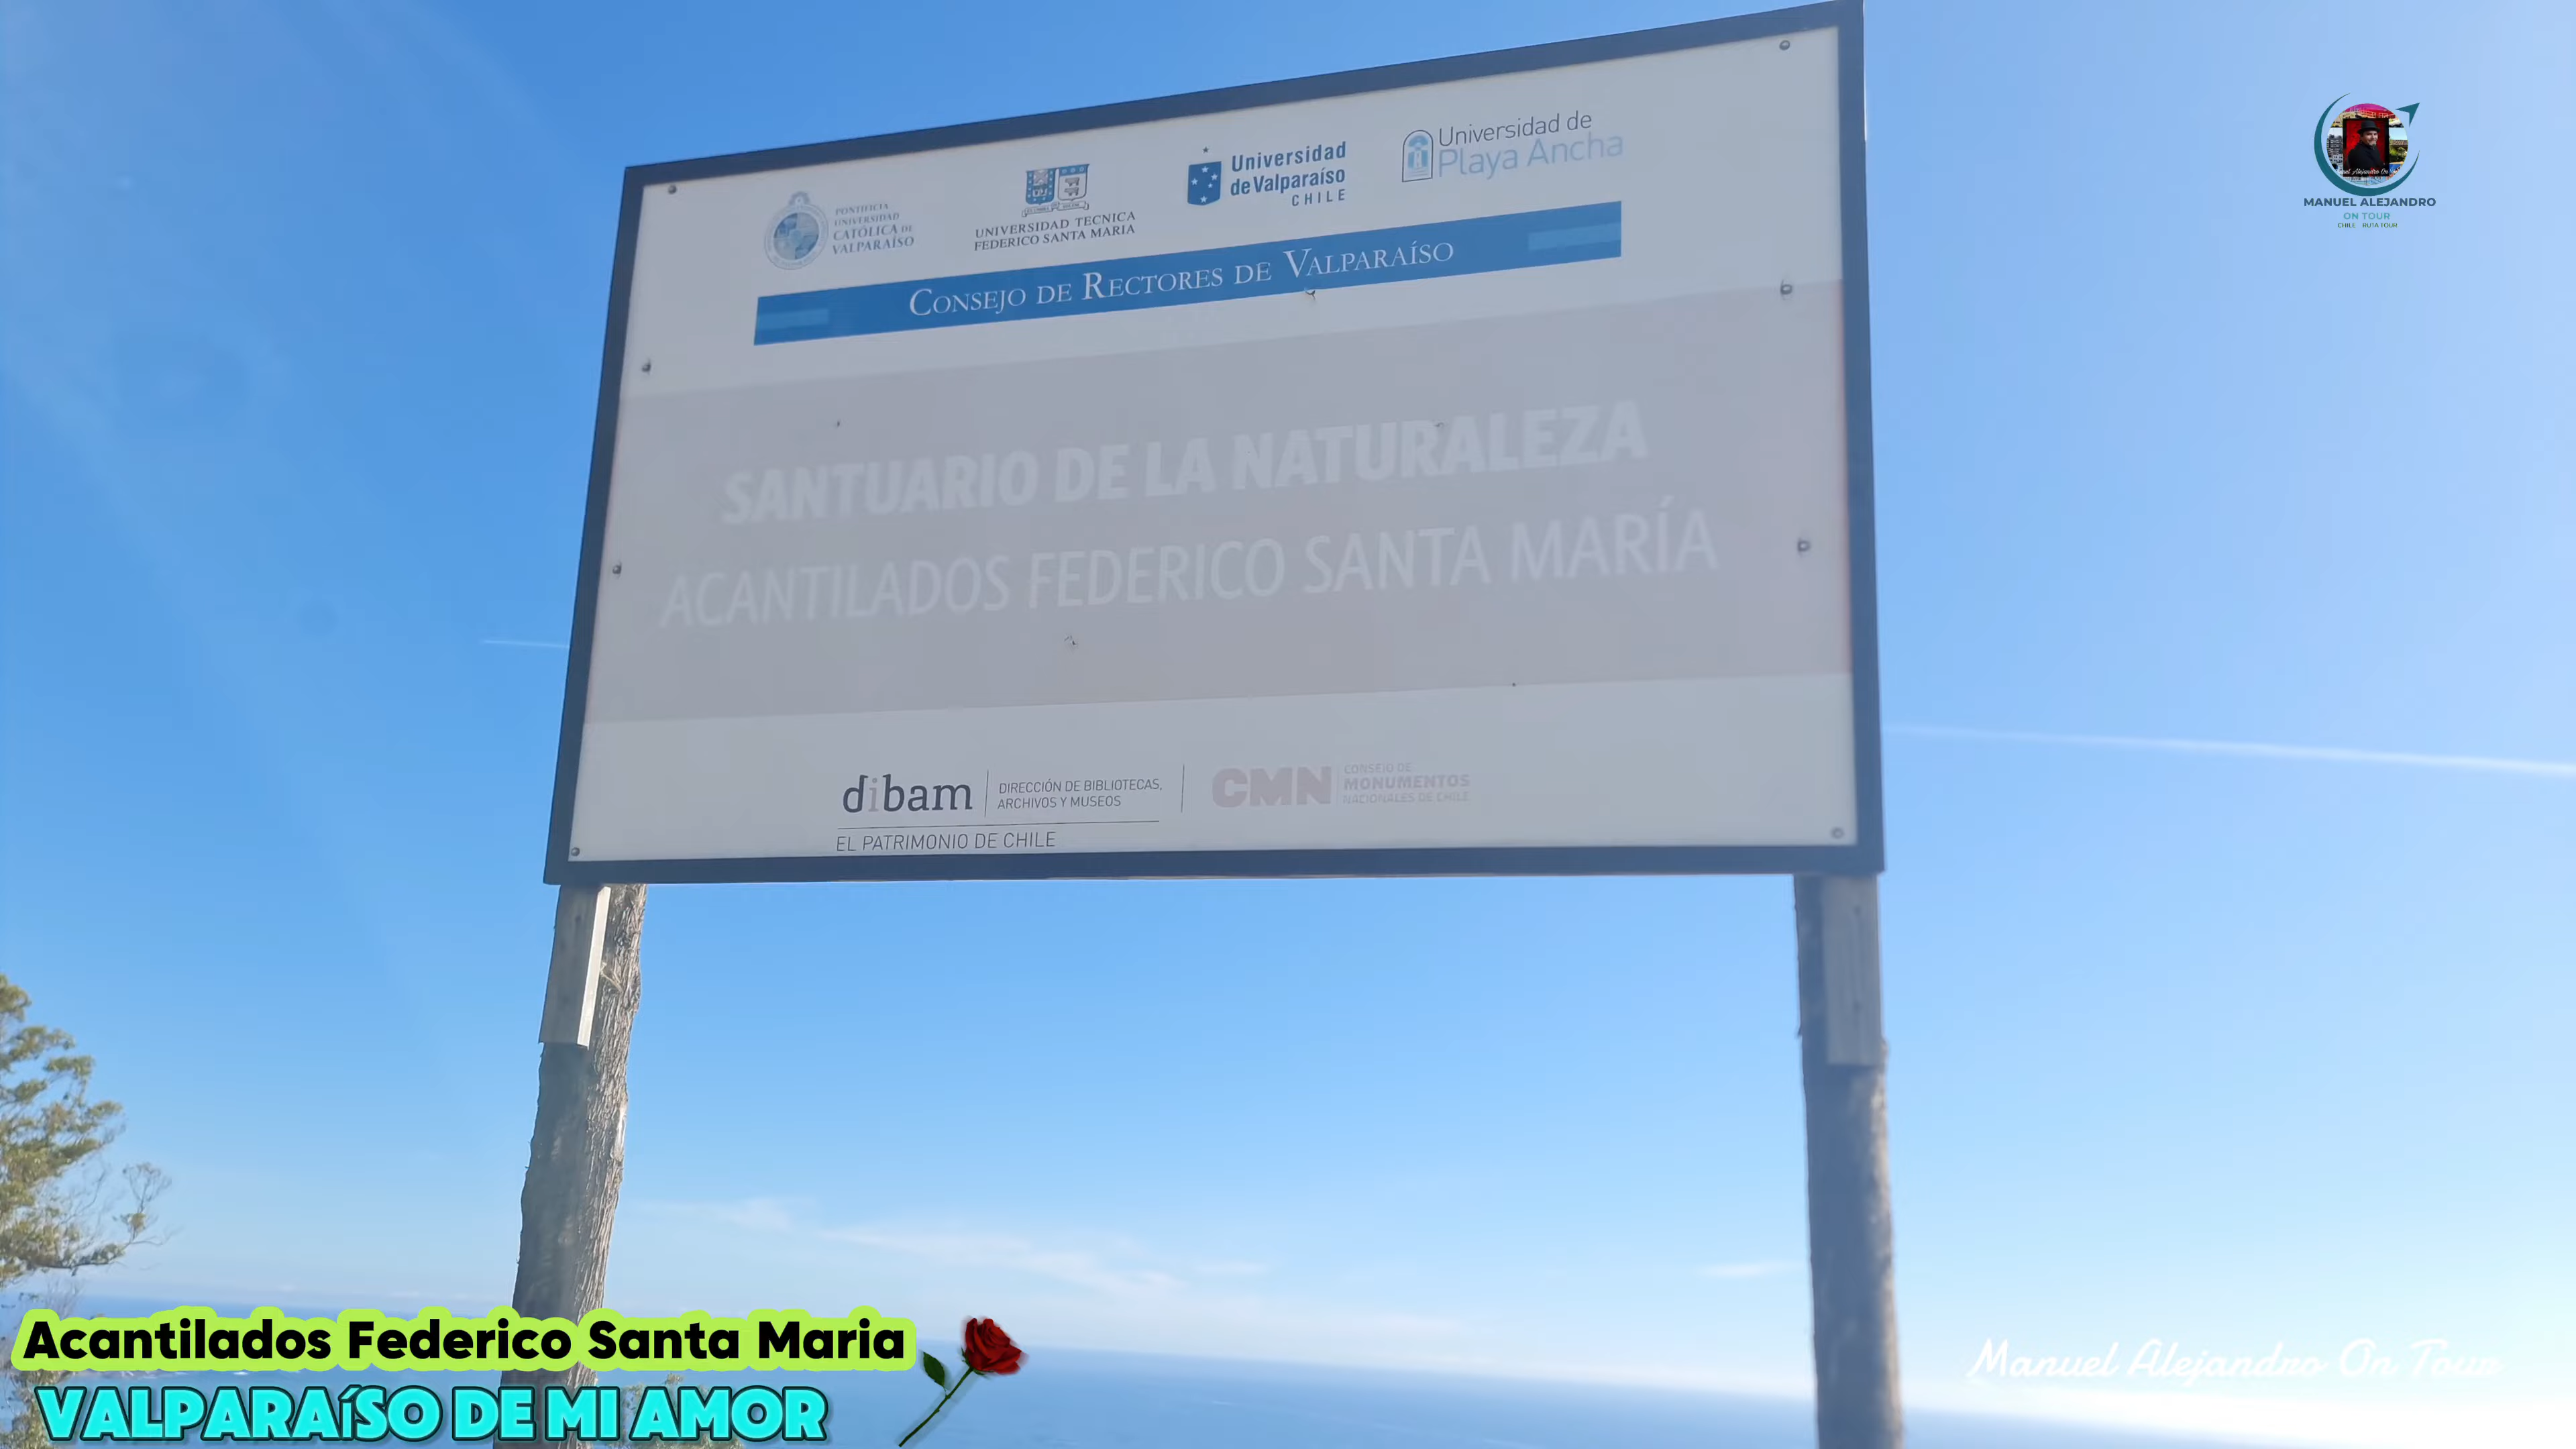 PONTIFICIA
UNIVERSIDAD
CATÓLICA DE
VALPARAÍSO
UNIVERSIDAD TECNICA
FEDERICO SANTA MARIA
Universidad
de Valparaíso
CHILE
Universidad de
Playa Ancha
CONSEJO DE RECTORES DE VALPARAÍSO
SANTUARIO DE LA NATURALEZA
ACANTILADOS FEDERICO SANTA MARÍA
dibam
DIRECCIÓN DE BIBLIOTECAS,
ARCHIVOS Y MUSEOS
EL PATRIMONIO DE CHILE
CMN
CONSEJO DE
MONUMENTOS
NACIONALES DE CHILE
MANUEL ALEJANDRO
ON TOUR
CHILE RUTA TOUR
Acantilados Federico Santa Maria
VALPARAíSO DE MI AMOR
Manuel Alejandro On Tour